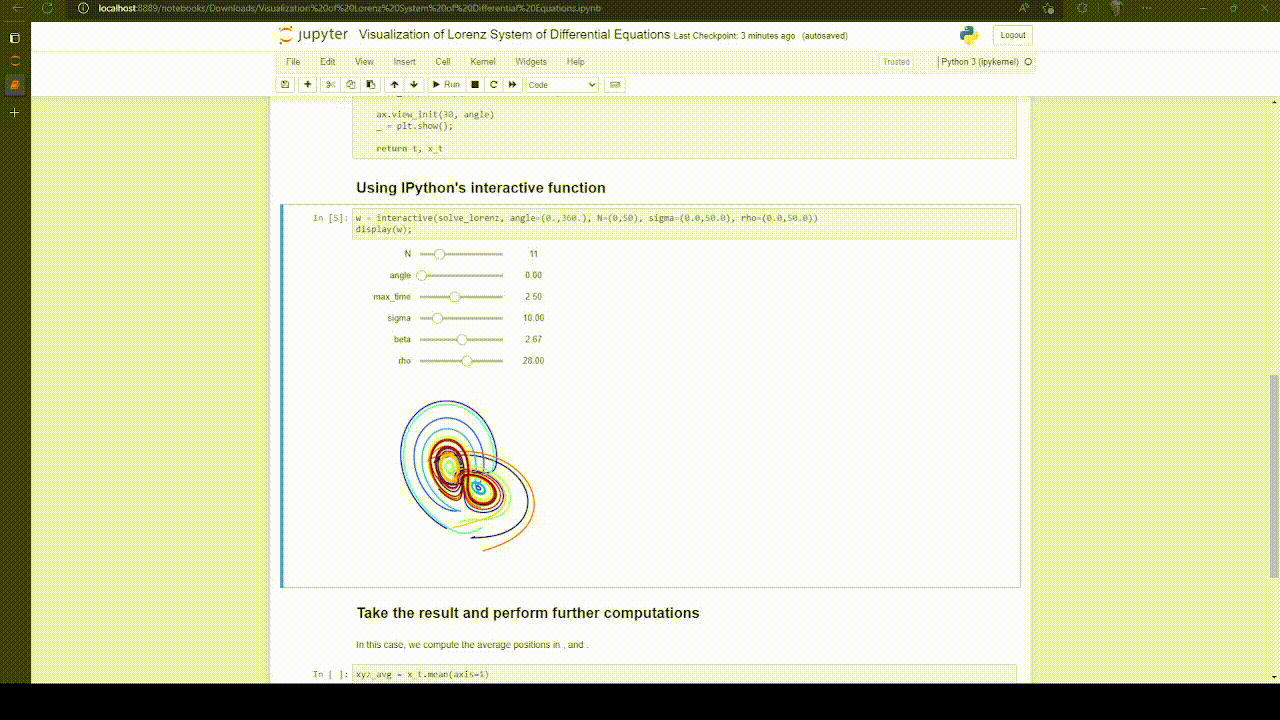 localhost:8889/notebooks/Downloads/Visualization%20of%20Lorenz%20System%20of%20Differential%20Equations.ipynb
jupyter Visualization of Lorenz System of Differential Equations Last Checkpoint: 3 minutes ago (autosaved)
Logout
File Edit View Insert Cell Kernel Widgets Help
Trusted
Python 3 (ipykernel)
Run
Code
ax.view_init(30, angle)
_ = plt.show();
return t, x_t
Using IPython's interactive function
In [5]: w = interactive(solve_lorenz, angle=(0.,360.), N=(0,50), sigma=(0.0,50.0), rho=(0.0,50.0))
display(w);
N 11
angle 0.00
max_time 2.50
sigma 10.00
beta 2.67
rho 28.00
Take the result and perform further computations
In this case, we compute the average positions in , and .
In [ ]: xyz_avg = x_t.mean(axis=1)